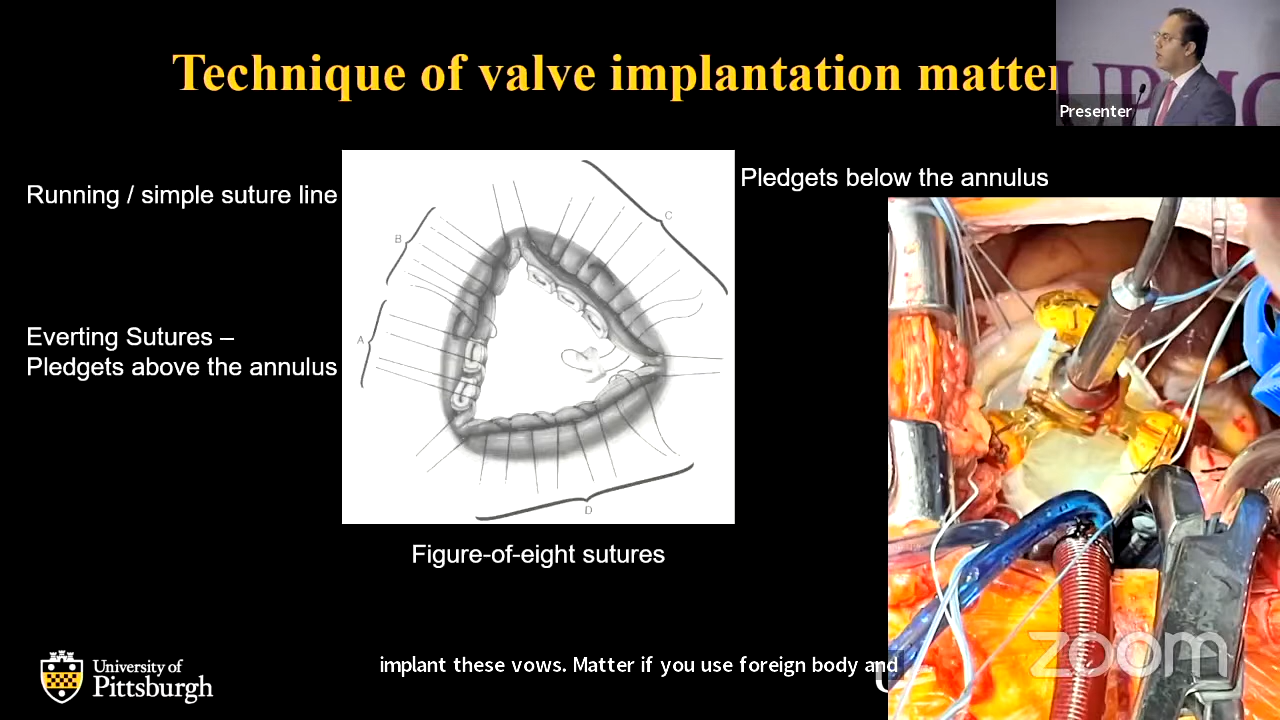 Technique of valve implantation matter
UPMC
Presenter
Running / simple suture line
Pledgets below the annulus
B
C
A
D
Everting Sutures –
Pledgets above the annulus
Figure-of-eight sutures
University of
Pittsburgh
implant these vows. Matter if you use foreign body and
zoom